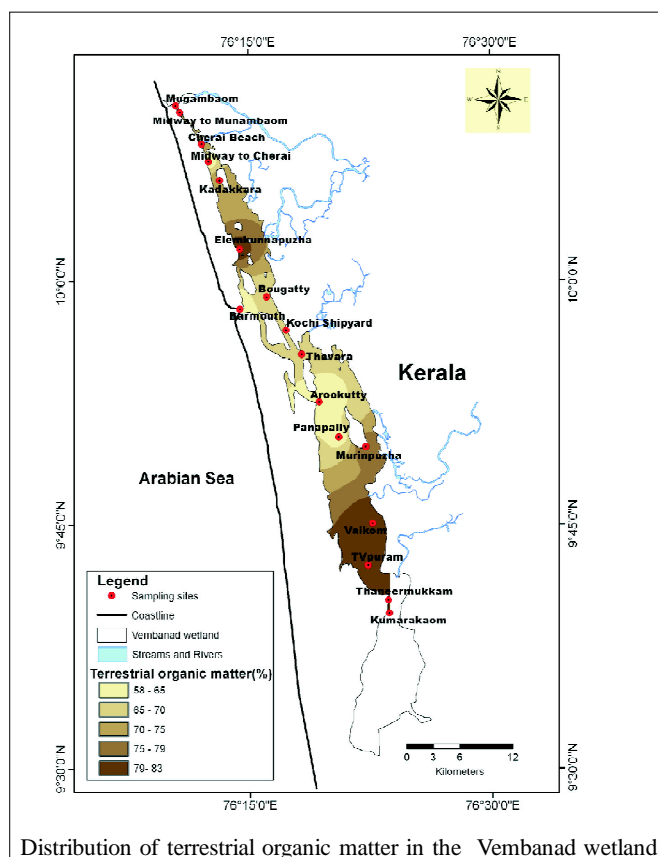 76°15'0"E 76°30'0"E
N
W E
S
Mugambaom
Midway to Munambaom
Cherai Beach
Midway to Cherai
Kadakkara
Elemkunnapuzha
10°0'0"N 10°0'0"N
Bougatty
Barmouth
Kochi Shipyard
Thavara
Kerala
Arookutty
Panapally
Murinpuzha
Arabian Sea
9°45'0"N 9°45'0"N
Vaikom
TVpuram
Thaneermukkam
Kumarakaom
Legend
Sampling sites
Coastline
Vembanad wetland
Streams and Rivers
Terrestrial organic matter(%)
58 - 65
65 - 70
70 - 75
75 - 79
79- 83
0 3 6 12
Kilometers
9°30'0"N 9°30'0"N
76°15'0"E 76°30'0"E
Distribution of terrestrial organic matter in the Vembanad wetland